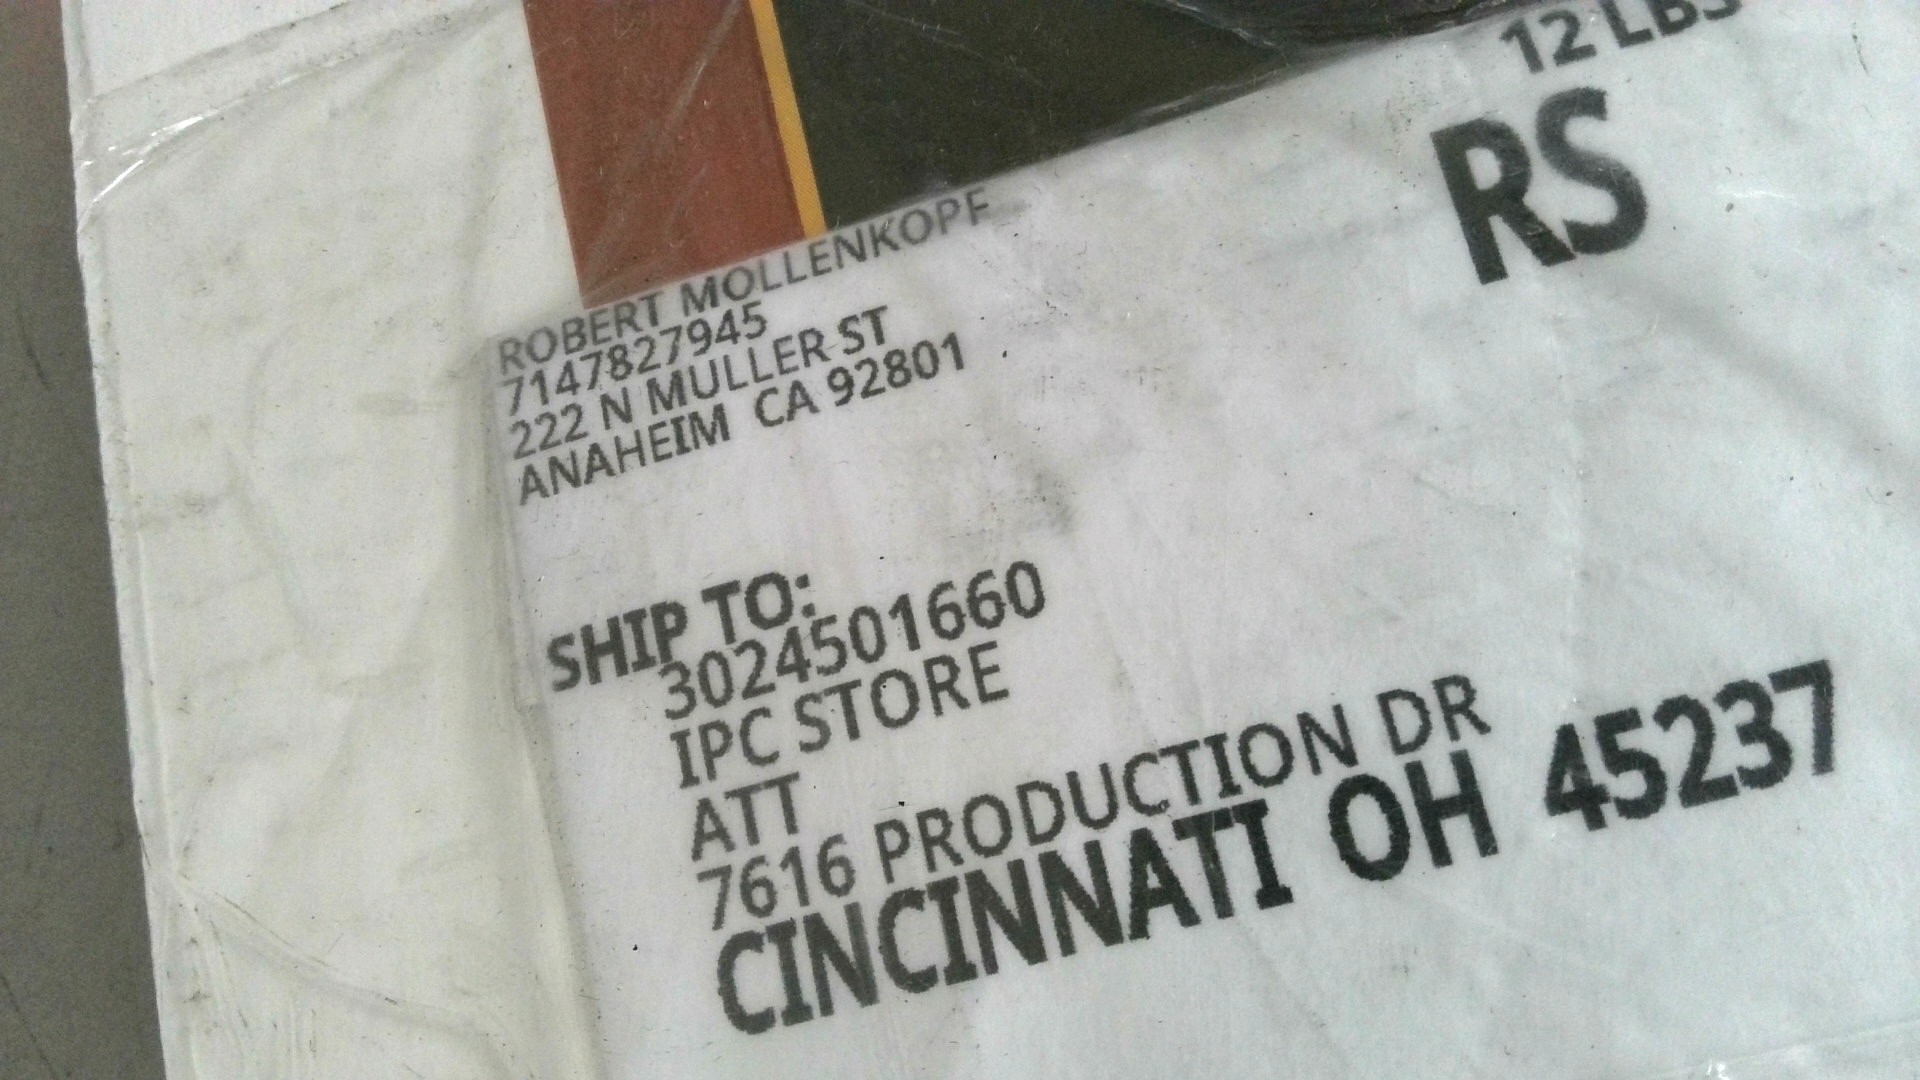 12 LBS
RS
ROBERT MOLLENKOPF
7147827945
222 N MULLER ST
ANAHEIM CA 92801
SHIP TO:
3024501660
IPC STORE
ATT
7616 PRODUCTION DR
CINCINNATI OH 45237